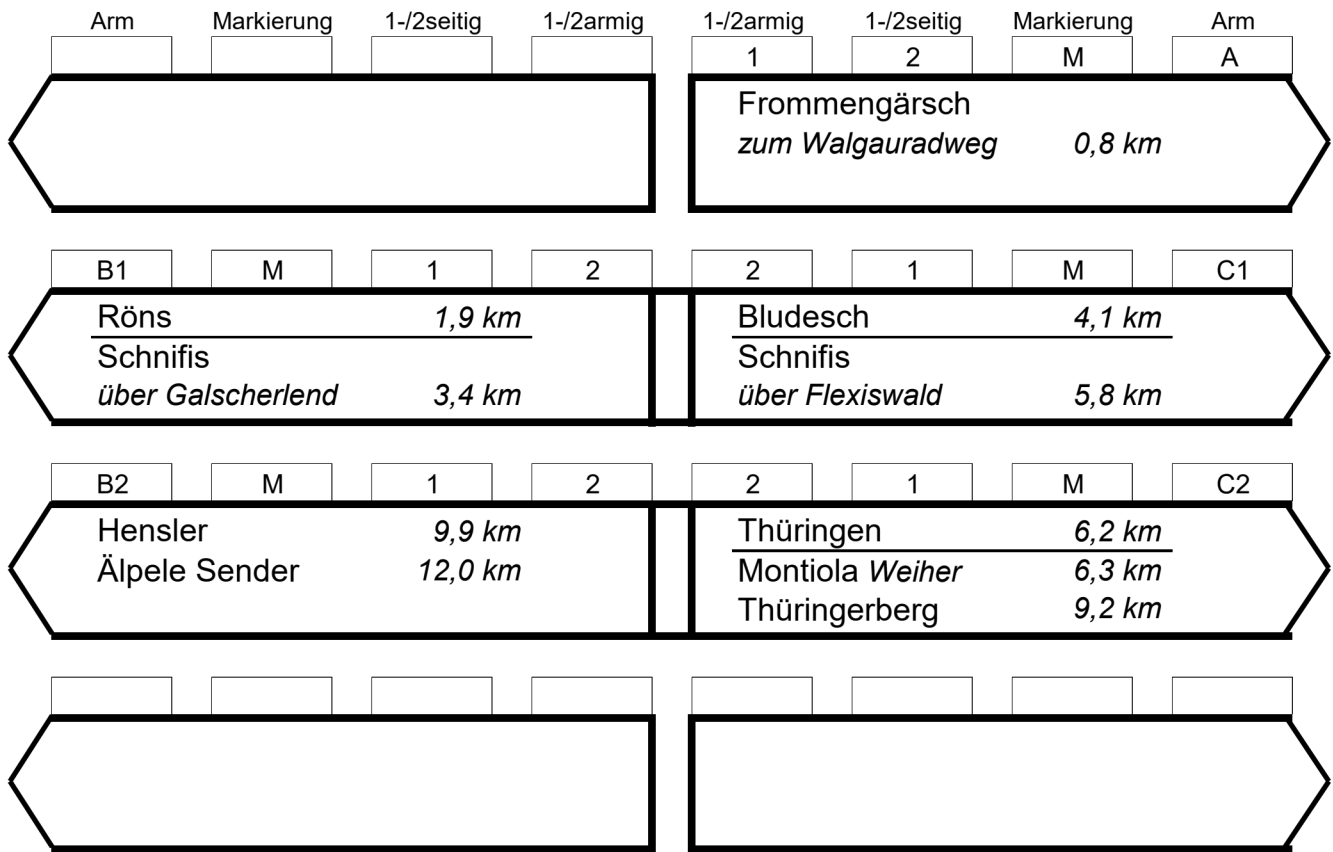 Arm Markierung 1-/2seitig 1-/2armig 1-/2armig 1-/2seitig Markierung Arm
1 2 M A
Frommengärsch
zum Walgauradweg 0,8 km
B1 M 1 2 2 1 M C1
Röns 1,9 km Bludesch 4,1 km
Schnifis Schnifis
über Galscherlend 3,4 km über Flexiswald 5,8 km
B2 M 1 2 2 1 M C2
Hensler 9,9 km Thüringen 6,2 km
Älpele Sender 12,0 km Montiola Weiher 6,3 km
Thüringerberg 9,2 km